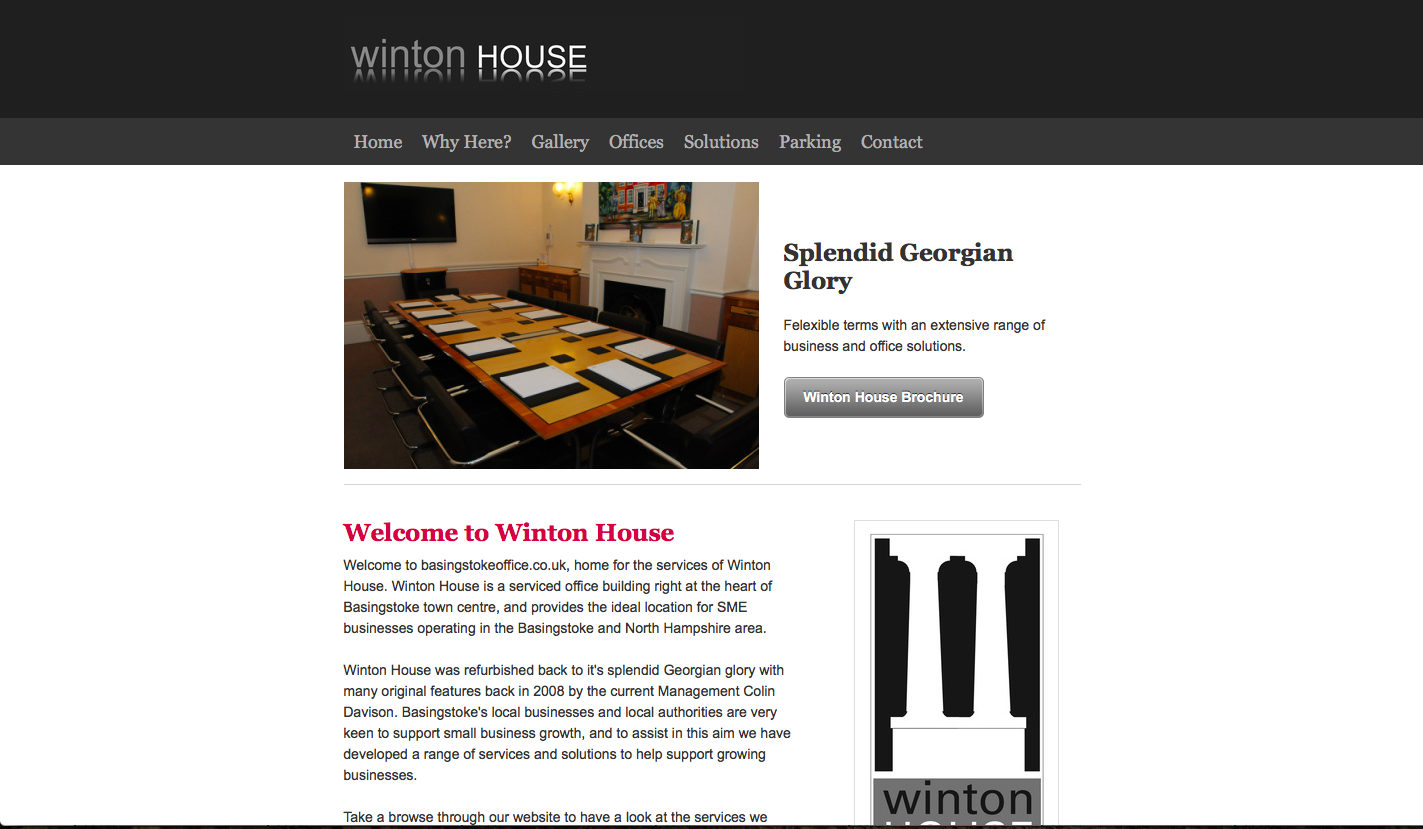 winton HOUSE
Home Why Here? Gallery Offices Solutions Parking Contact
Splendid Georgian
Glory
Felexible terms with an extensive range of
business and office solutions.
Winton House Brochure
Welcome to Winton House
Welcome to basingstokeoffice.co.uk, home for the services of Winton
House. Winton House is a serviced office building right at the heart of
Basingstoke town centre, and provides the ideal location for SME
businesses operating in the Basingstoke and North Hampshire area.
Winton House was refurbished back to it's splendid Georgian glory with
many original features back in 2008 by the current Management Colin
Davison. Basingstoke's local businesses and local authorities are very
keen to support small business growth, and to assist in this aim we have
developed a range of services and solutions to help support growing
businesses.
Take a browse through our website to have a look at the services we
winton
HOUSE